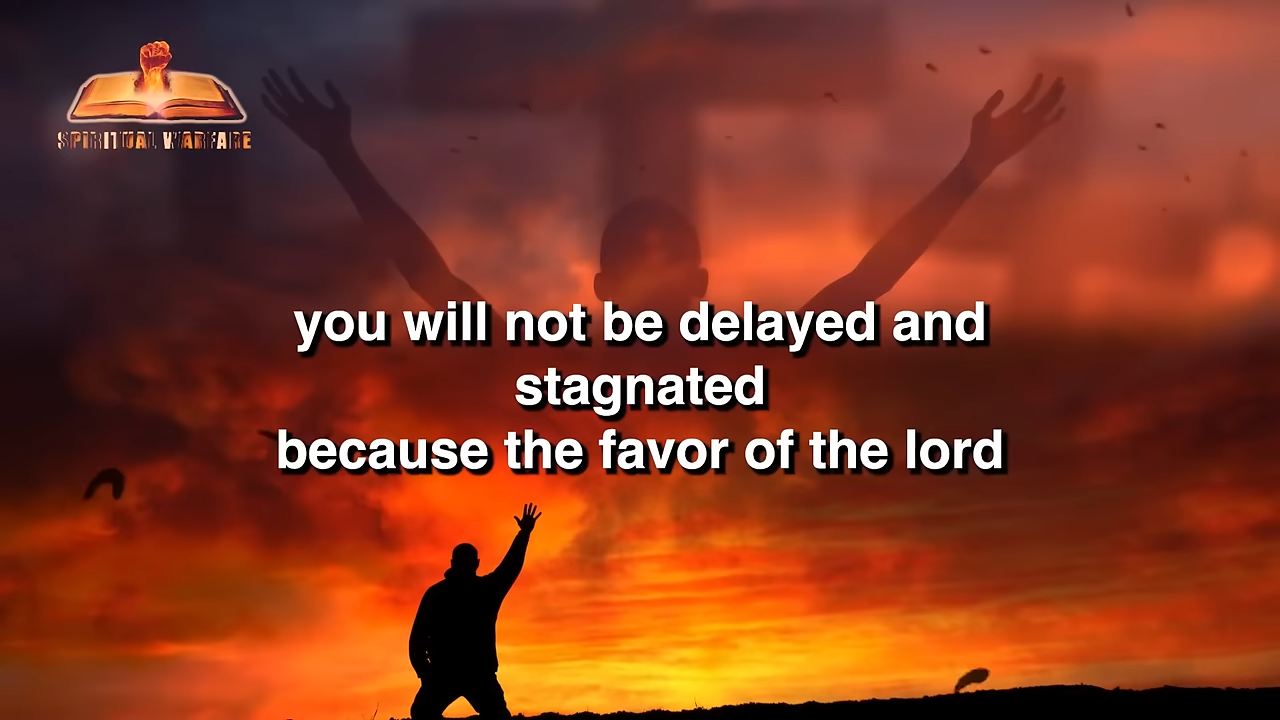 SPIRITUAL WARFARE
you will not be delayed and
stagnated
because the favor of the lord